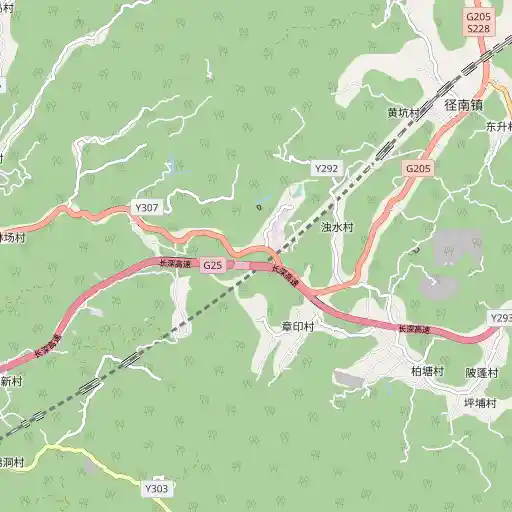 G205
S228
径南镇
黄坑村
东升村
Y292
G205
Y307
浊水村
林场村
长深高速
G25
长深高速
章印村
长深高速
Y293
长深高速
柏塘村
陂蓬村
新村
坪埔村
洞村
Y303